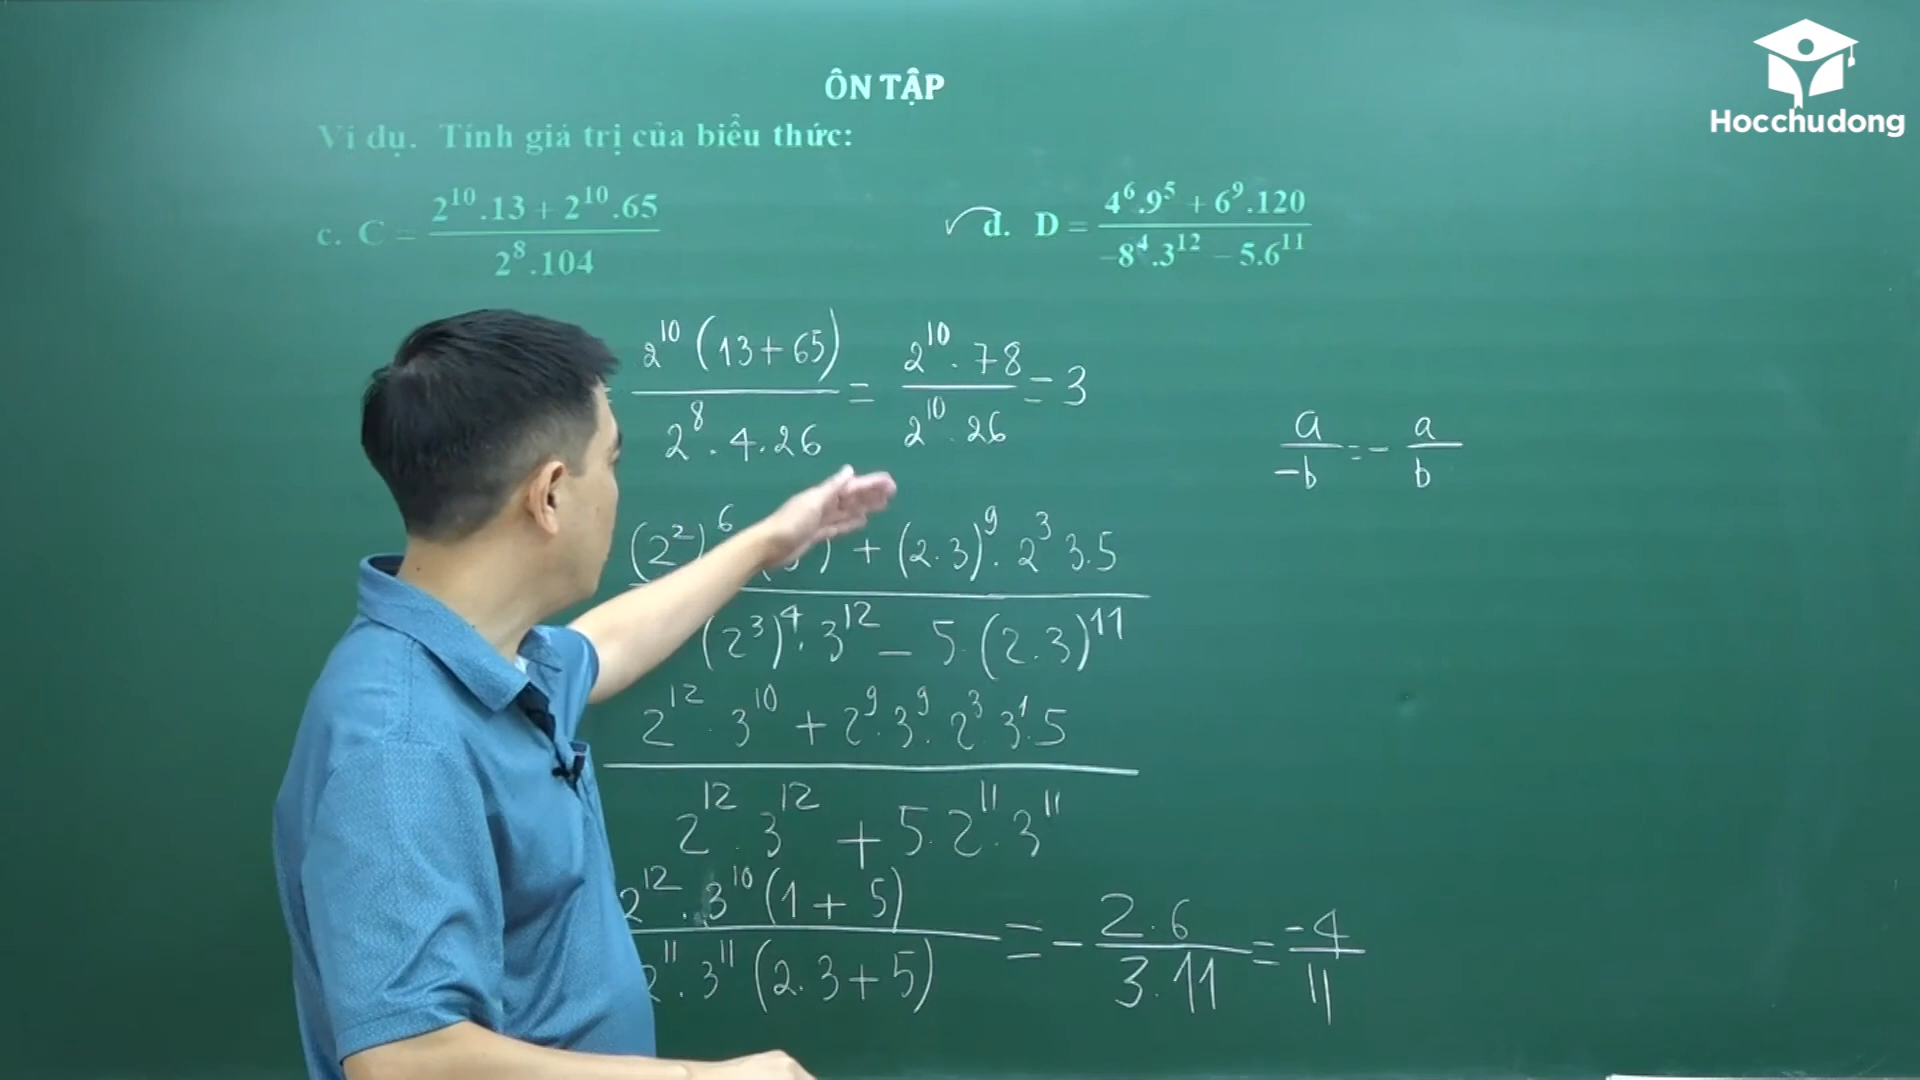 Hocchudong
ÔN TẬP
Ví dụ. Tính giá trị của biểu thức:
c. C = (2^10.13 + 2^10.65) / (2^8.104)
d. D = (4^6.9^5 + 6^9.120) / (-8^4.3^12 - 5.6^11)
= 2^10 (13+65) / 2^8 . 4.26 = 2^10 . 78 / 2^10 . 26 = 3
a / -b = - a / b
(2^2)^6 ) + (2.3)^9 . 2^3 3.5
(2^3)^4 . 3^12 - 5.(2.3)^11
2^12 . 3^10 + 2^9.3^9.2^3.3^1.5
2^12 . 3^12 + 5.2^11.3^11
2^12 . 3^10 (1 + 5) / 2^11 . 3^11 (2.3 + 5) = - 2.6 / 3.11 = -4 / 11